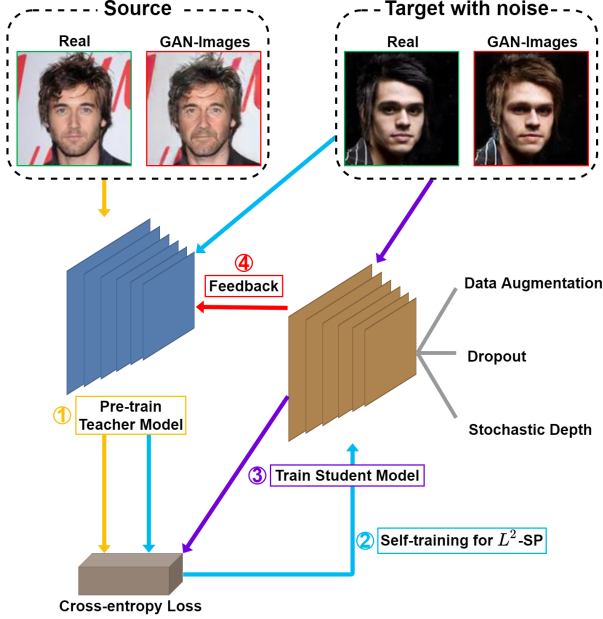 Source
Target with noise
Real
GAN-Images
Real
GAN-Images
④
Feedback
Data Augmentation
Dropout
Stochastic Depth
①
Pre-train
Teacher Model
③
Train Student Model
②
Self-training for L²-SP
Cross-entropy Loss